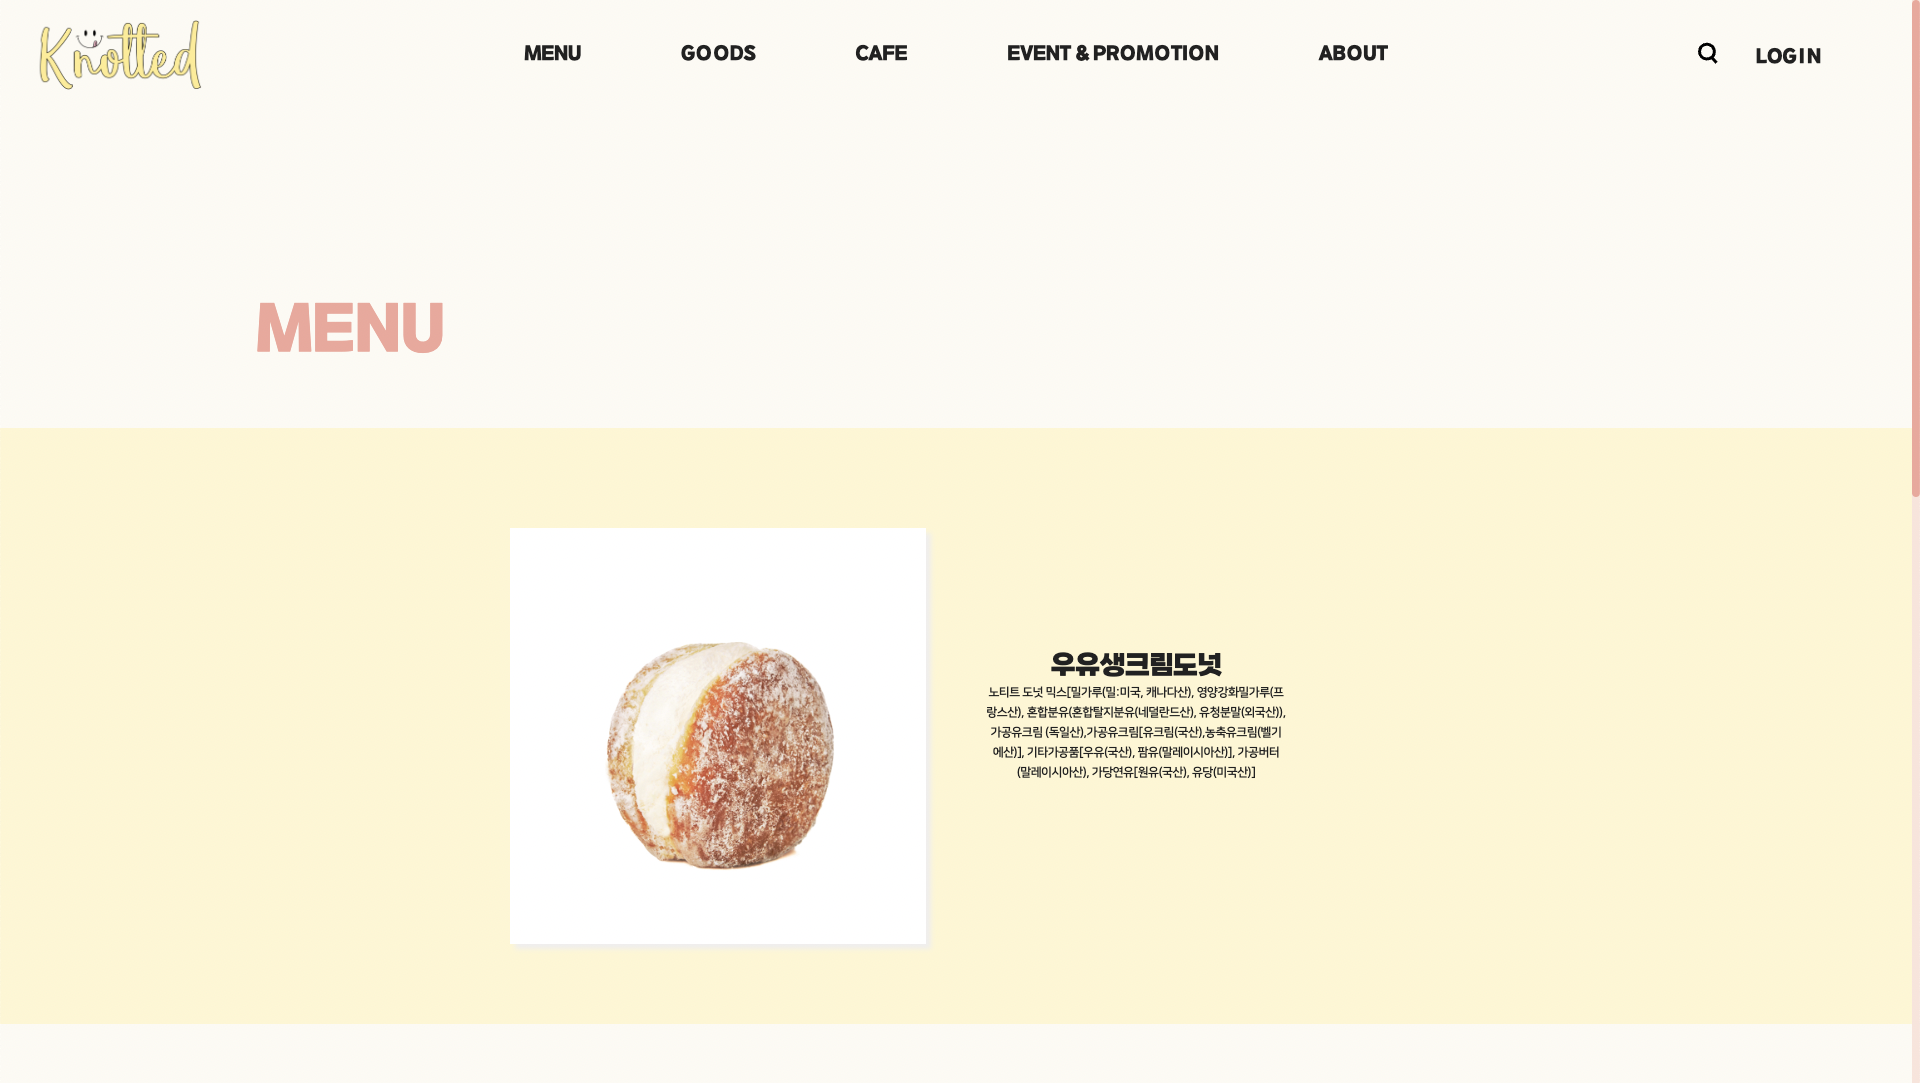 Knotted
MENU
GOODS
CAFE
EVENT & PROMOTION
ABOUT
LOGIN
MENU
우유생크림도넛
노티트 도넛 믹스[밀가루(밀:미국, 캐나다산), 영양강화밀가루(프
랑스산), 혼합분유(혼합탈지분유(네덜란드산), 유청분말(외국산)),
가공유크림 (독일산),가공유크림[유크림(국산),농축유크림(벨기
에산)], 기타가공품[우유(국산), 팜유(말레이시아산)], 가공버터
(말레이시아산), 가당연유[원유(국산), 유당(미국산)]